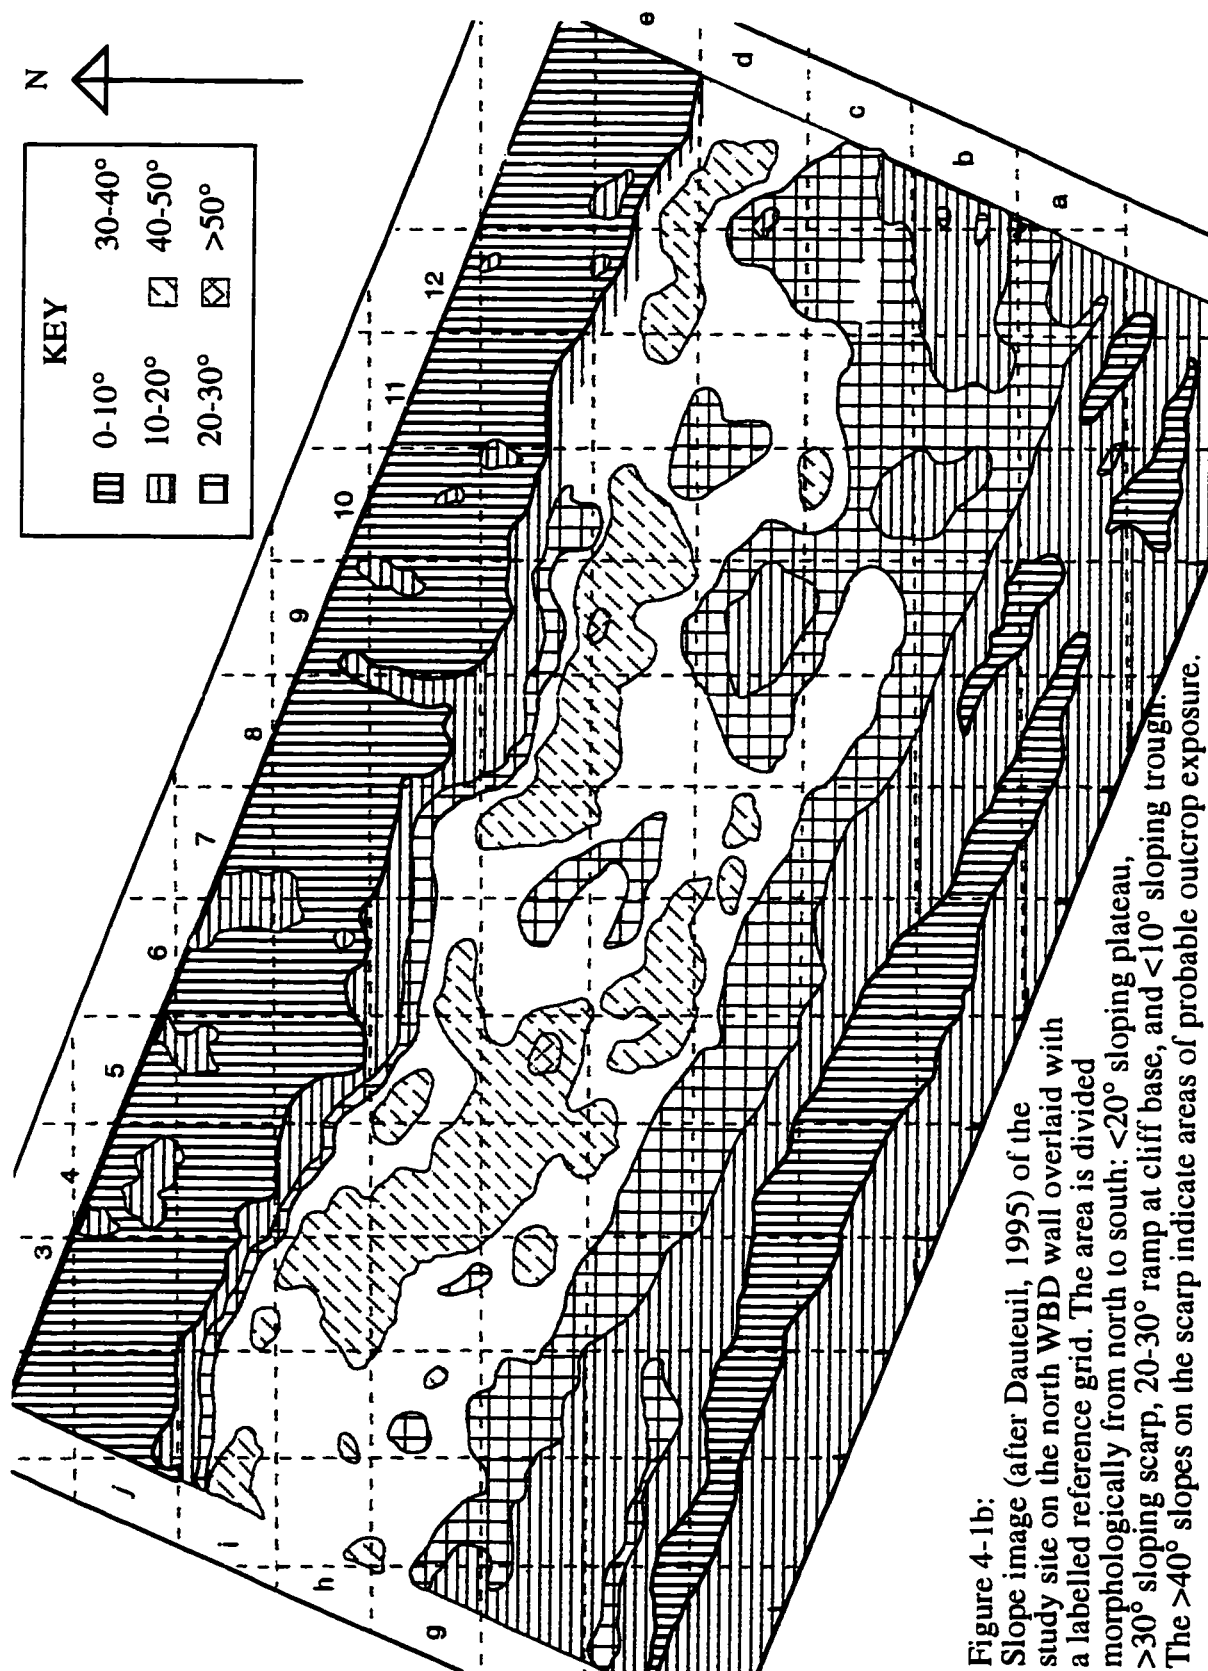 N
KEY
0-10° 30-40°
10-20° 40-50°
20-30° >50°
3
4
5
6
7
8
9
10
11
12
j
i
h
g
e
d
c
b
a
Figure 4-1b:
Slope image (after Dauteuil, 1995) of the
study site on the north WBD wall overlaid with
a labelled reference grid. The area is divided
morphologically from north to south: <20° sloping plateau,
>30° sloping scarp, 20-30° ramp at cliff base, and <10° sloping trough.
The >40° slopes on the scarp indicate areas of probable outcrop exposure.